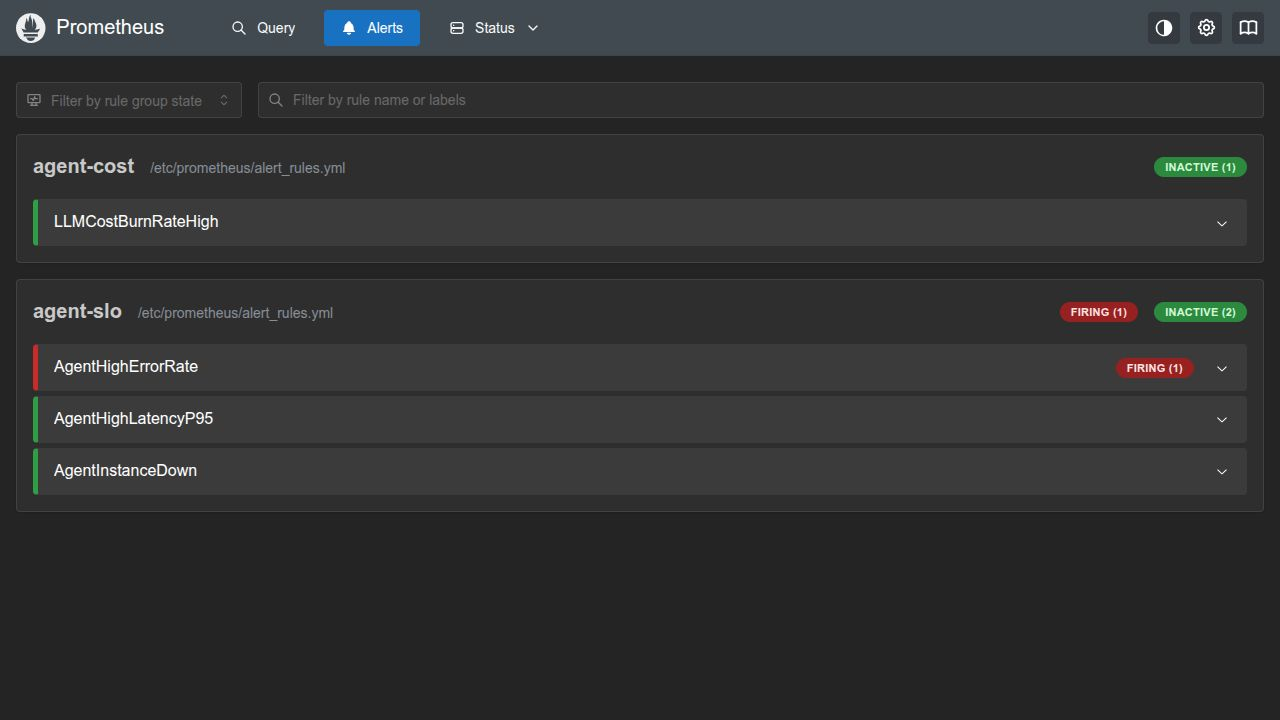 Prometheus Query Alerts Status
Filter by rule group state Filter by rule name or labels
agent-cost /etc/prometheus/alert_rules.yml INACTIVE (1)
LLMCostBurnRateHigh
agent-slo /etc/prometheus/alert_rules.yml FIRING (1) INACTIVE (2)
AgentHighErrorRate FIRING (1)
AgentHighLatencyP95
AgentInstanceDown